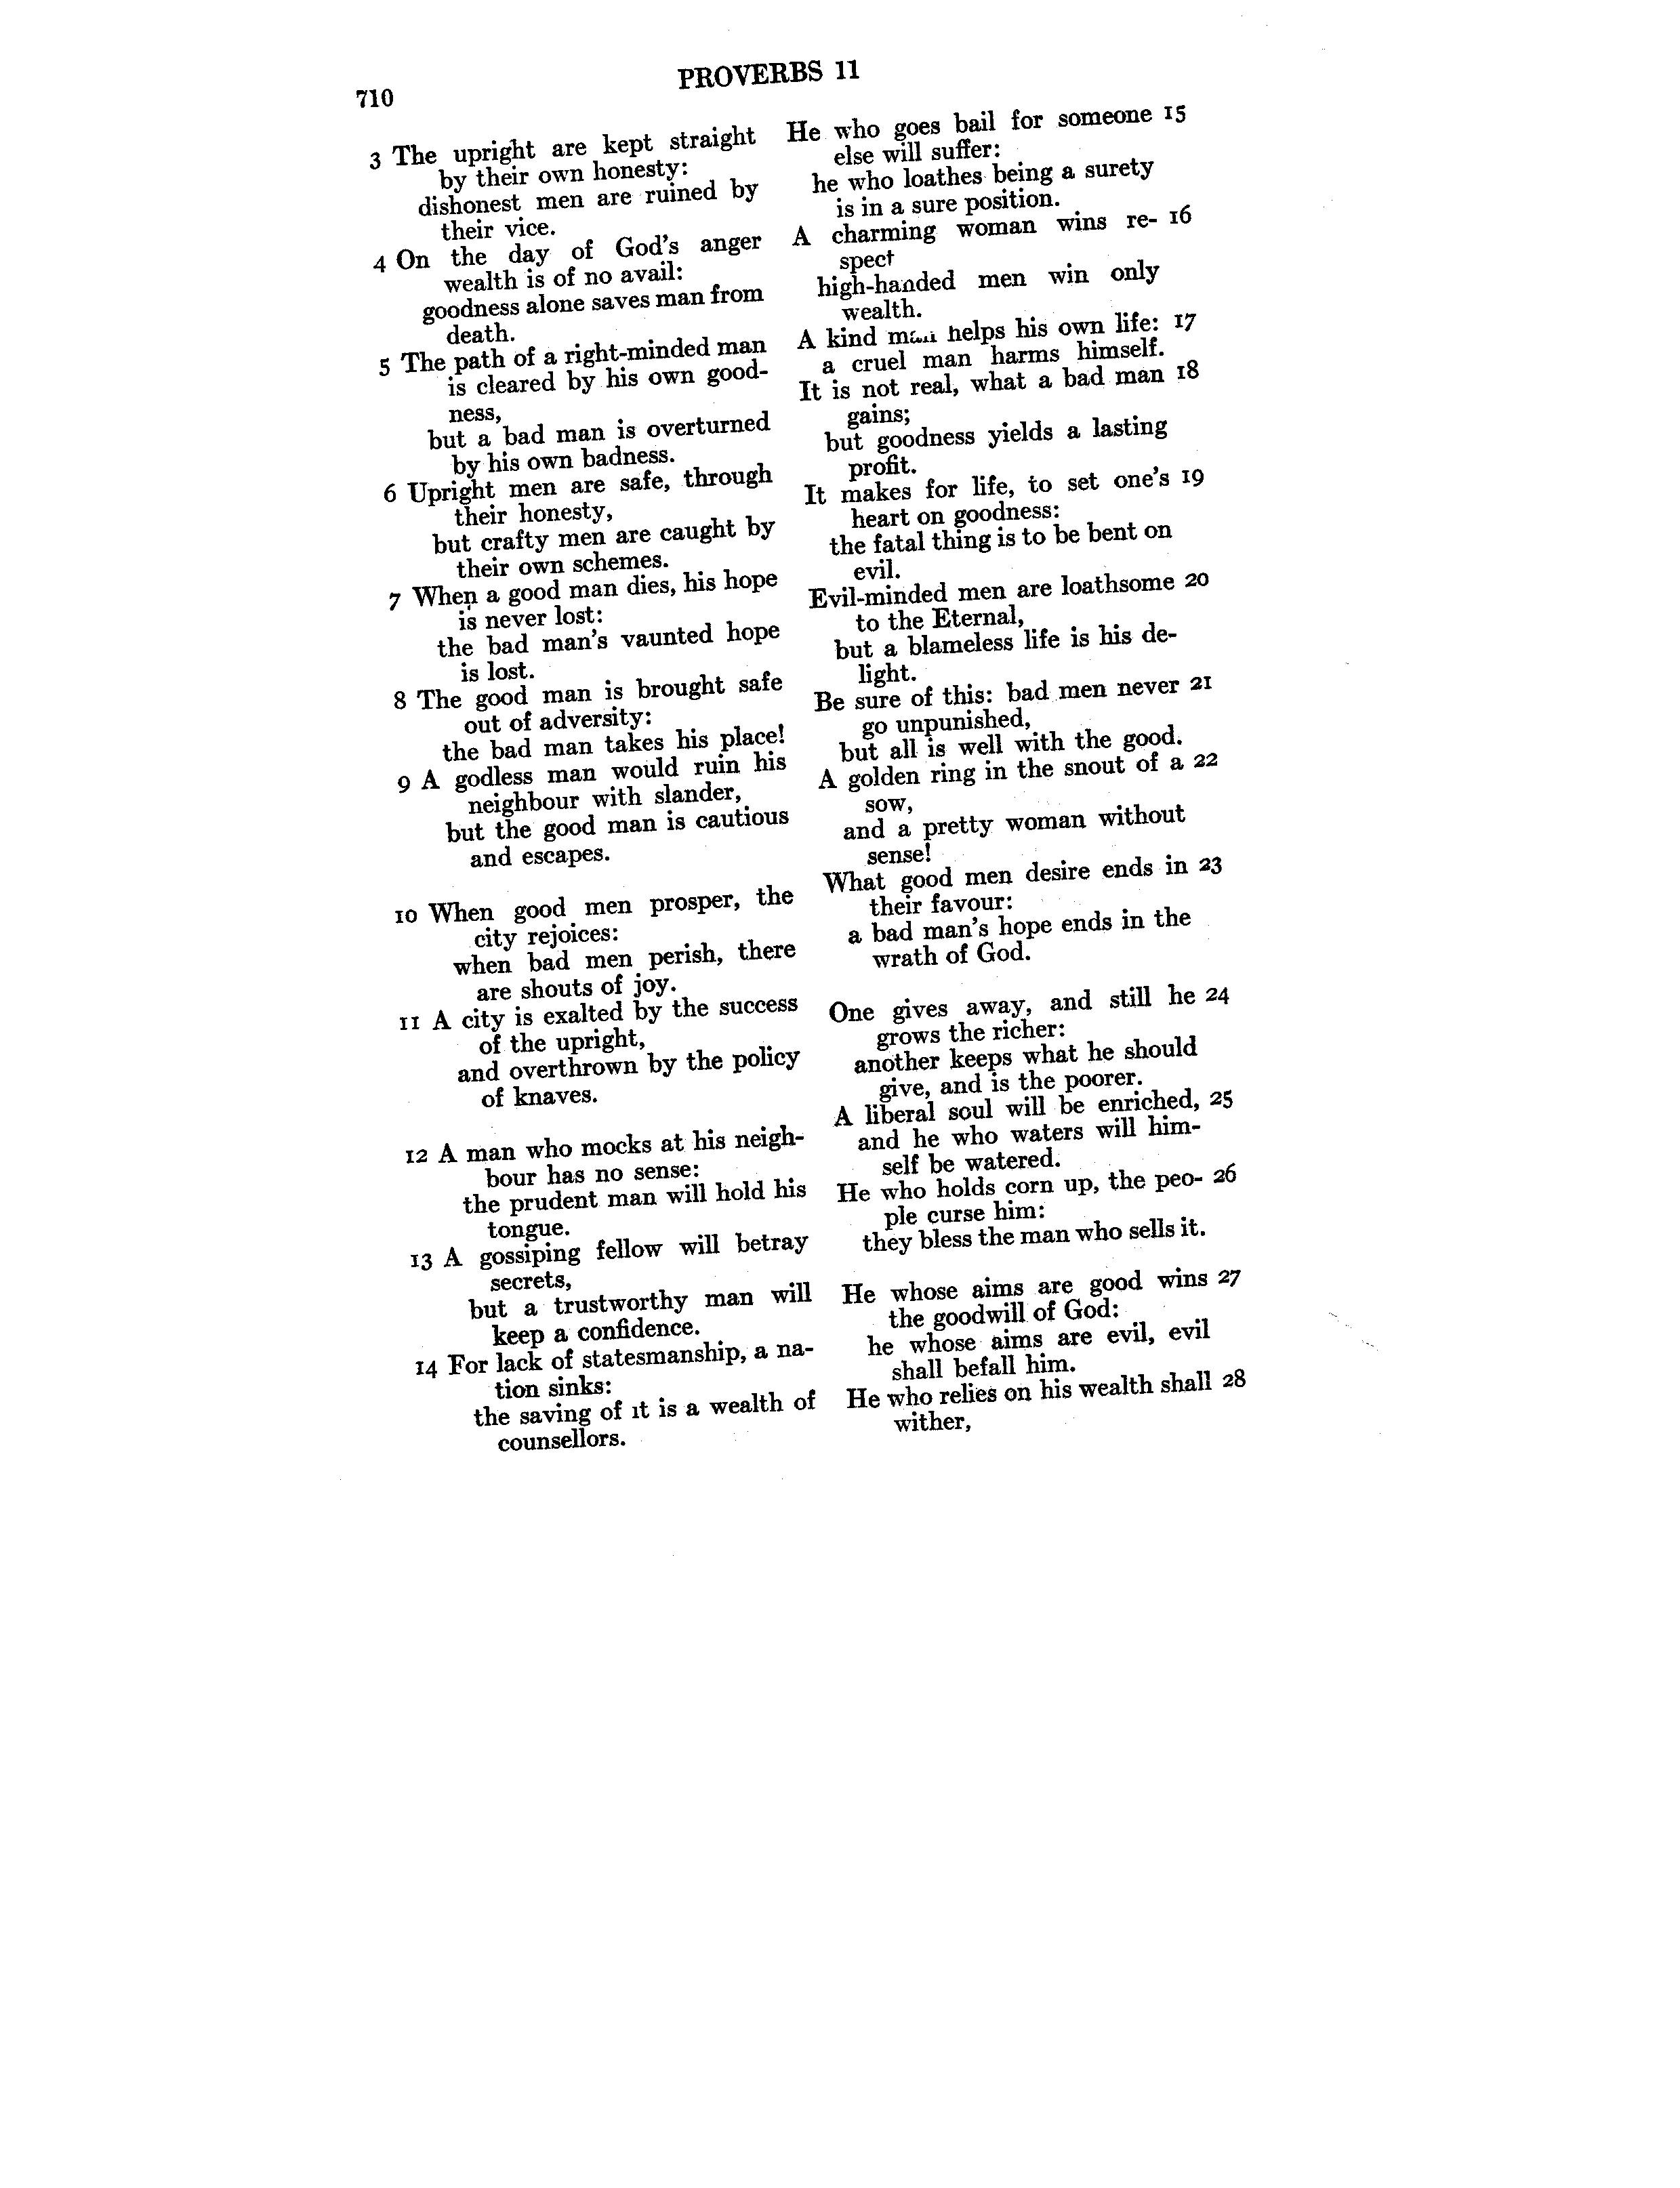 710
PROVERBS 11
3 The upright are kept straight
by their own honesty:
dishonest men are ruined by
their vice.
4 On the day of God's anger
wealth is of no avail:
goodness alone saves man from
death.
5 The path of a right-minded man
is cleared by his own good-
ness,
but a bad man is overturned
by his own badness.
6 Upright men are safe, through
their honesty,
but crafty men are caught by
their own schemes.
7 When a good man dies, his hope
is never lost:
the bad man's vaunted hope
is lost.
8 The good man is brought safe
out of adversity:
the bad man takes his place!
9 A godless man would ruin his
neighbour with slander,
but the good man is cautious
and escapes.
10 When good men prosper, the
city rejoices:
when bad men perish, there
are shouts of joy.
11 A city is exalted by the success
of the upright,
and overthrown by the policy
of knaves.
12 A man who mocks at his neigh-
bour has no sense:
the prudent man will hold his
tongue.
13 A gossiping fellow will betray
secrets,
but a trustworthy man will
keep a confidence.
14 For lack of statesmanship, a na-
tion sinks:
the saving of it is a wealth of
counsellors.
He who goes bail for someone 15
else will suffer:
he who loathes being a surety
is in a sure position.
A charming woman wins re- 16
spect
high-handed men win only
wealth.
A kind man helps his own life: 17
a cruel man harms himself.
It is not real, what a bad man 18
gains;
but goodness yields a lasting
profit.
It makes for life, to set one's 19
heart on goodness:
the fatal thing is to be bent on
evil.
Evil-minded men are loathsome 20
to the Eternal,
but a blameless life is his de-
light.
Be sure of this: bad men never 21
go unpunished,
but all is well with the good.
A golden ring in the snout of a 22
sow,
and a pretty woman without
sense!
What good men desire ends in 23
their favour:
a bad man's hope ends in the
wrath of God.
One gives away, and still he 24
grows the richer:
another keeps what he should
give, and is the poorer.
A liberal soul will be enriched, 25
and he who waters will him-
self be watered.
He who holds corn up, the peo- 26
ple curse him:
they bless the man who sells it.
He whose aims are good wins 27
the goodwill of God:
he whose aims are evil, evil
shall befall him.
He who relies on his wealth shall 28
wither,